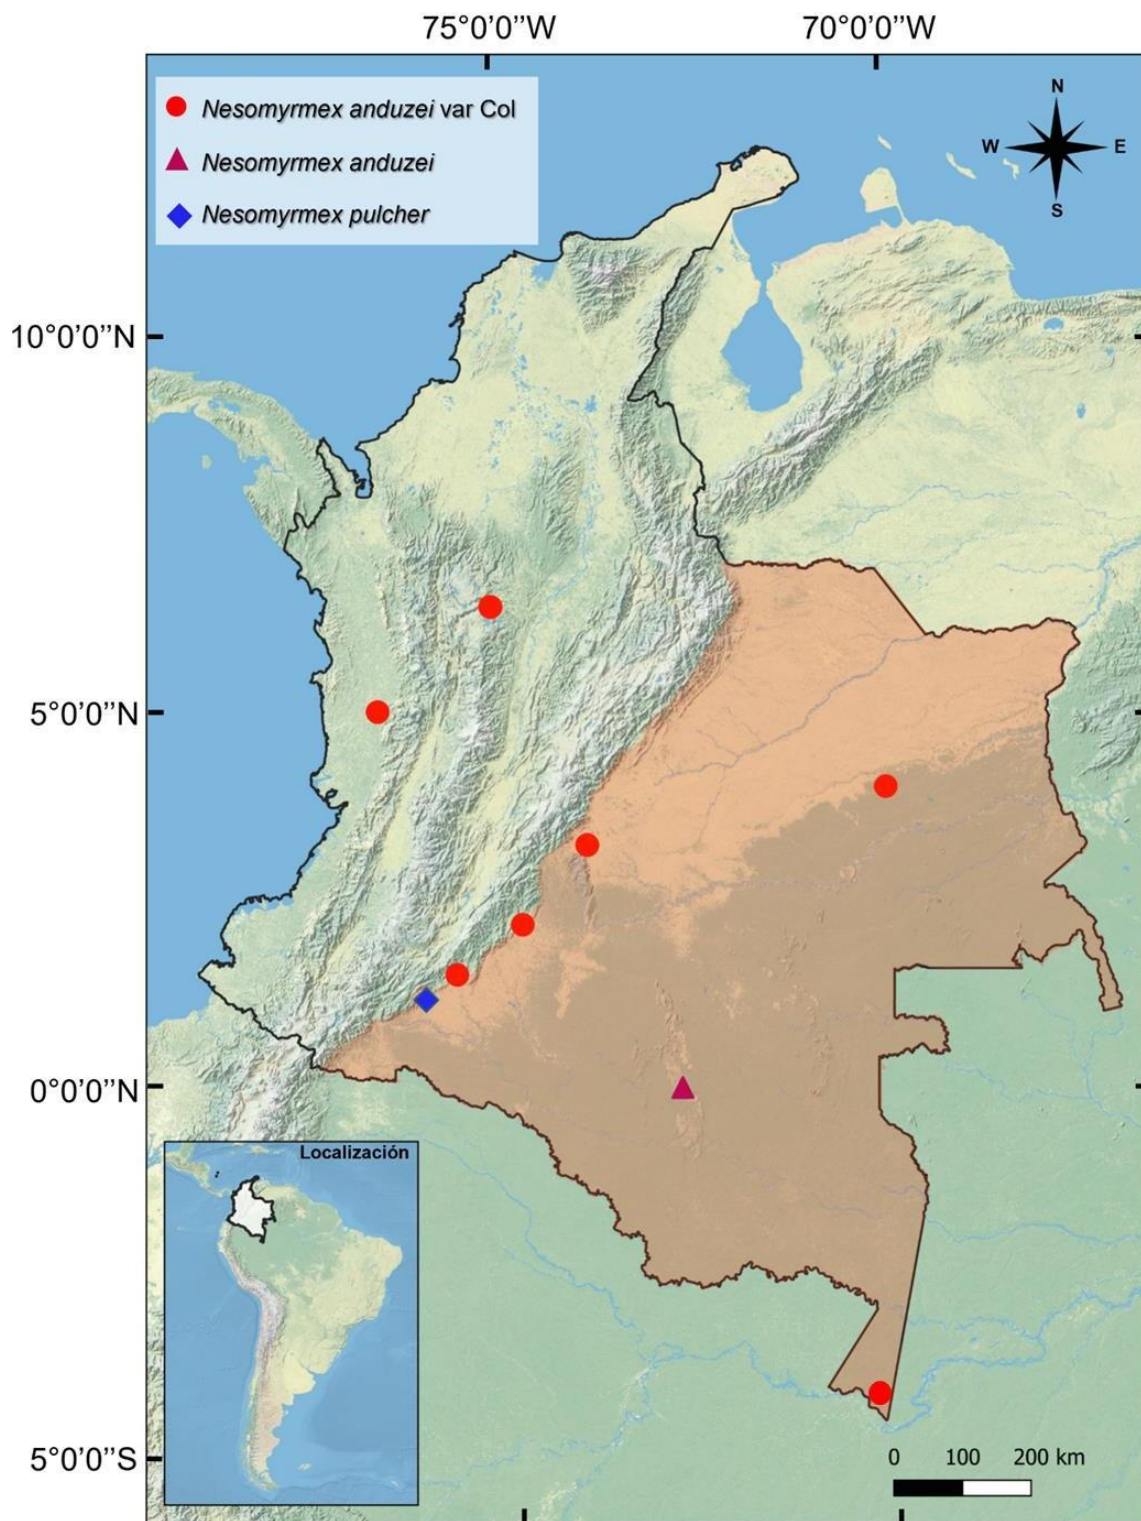 75°0’0’’W 70°0’0’’W
Nesomyrmex anduzei var Col
Nesomyrmex anduzei
Nesomyrmex pulcher
N
W E
S
10°0’0’’N
5°0’0’’N
0°0’0’’N
Localización
5°0’0’’S
0 100 200 km